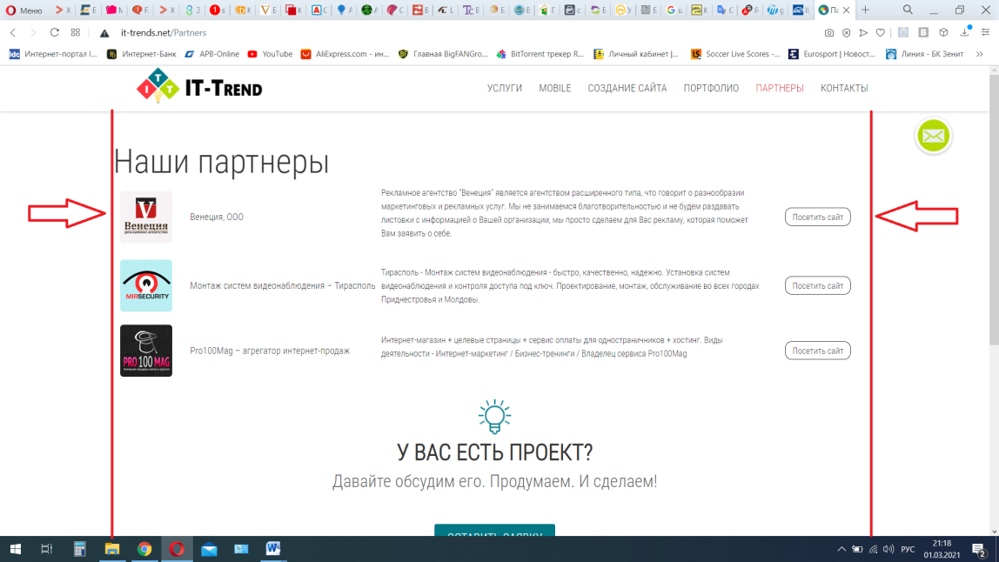 Меню
it-trends.net/Partners
Интернет-портал I...
Интернет-Банк
APB-Online
YouTube
AliExpress.com - ин...
Главная BigFANGro...
BitTorrent трекер R...
Личный кабинет |...
Soccer Live Scores -...
Eurosport | Новост...
Линия - БК Зенит
ITT
IT-Trend
УСЛУГИ
MOBILE
СОЗДАНИЕ САЙТА
ПОРТФОЛИО
ПАРТНЕРЫ
КОНТАКТЫ
Наши партнеры
Венеция
рекламное агентство
Венеция, ООО
Рекламное агентство "Венеция" является агентством расширенного типа, что говорит о разнообразии
маркетинговых и рекламных услуг. Мы не занимаемся благотворительностью и не будем раздавать
листовки с информацией о Вашей организации, мы просто сделаем для Вас рекламу, которая поможет
Вам заявить о себе.
Посетить сайт
MIRSECURITY
Монтаж систем видеонаблюдения – Тирасполь
Тирасполь - Монтаж систем видеонаблюдения - быстро, качественно, надежно. Установка систем
видеонаблюдения и контроля доступа под ключ. Проектирование, монтаж, обслуживание во всех городах
Приднестровья и Молдовы.
Посетить сайт
PRO 100 MAG
Pro100Mag – агрегатор интернет-продаж
Интернет-магазин + целевые страницы + сервис оплаты для одностраничников + хостинг. Виды
деятельности - Интернет-маркетинг / Бизнес-тренинги / Владелец сервиса Pro100Mag
Посетить сайт
У ВАС ЕСТЬ ПРОЕКТ?
Давайте обсудим его. Продумаем. И сделаем!
ОСТАВИТЬ ЗАЯВКУ
РУС
21:18
01.03.2021
2